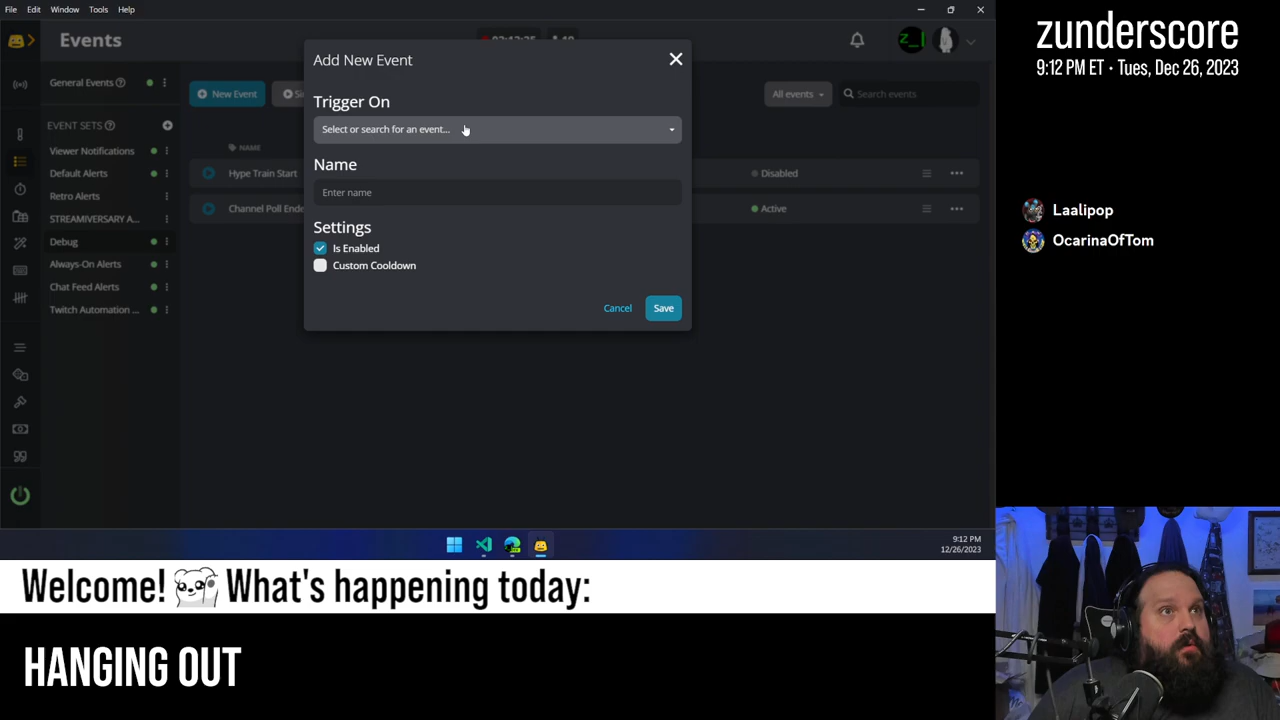 File Edit Window Tools Help
Events
General Events
New Event
All events
Search events
EVENT SETS
NAME
Viewer Notifications
Default Alerts
Retro Alerts
STREAMIVERSARY A...
Debug
Always-On Alerts
Chat Feed Alerts
Twitch Automation ...
Hype Train Start
Disabled
Channel Poll Ende
Active
Add New Event
Trigger On
Select or search for an event...
Name
Enter name
Settings
Is Enabled
Custom Cooldown
Cancel Save
9:12 PM
12/26/2023
zunderscore
9:12 PM ET • Tues, Dec 26, 2023
Laalipop
OcarinaOfTom
Welcome! What's happening today:
HANGING OUT